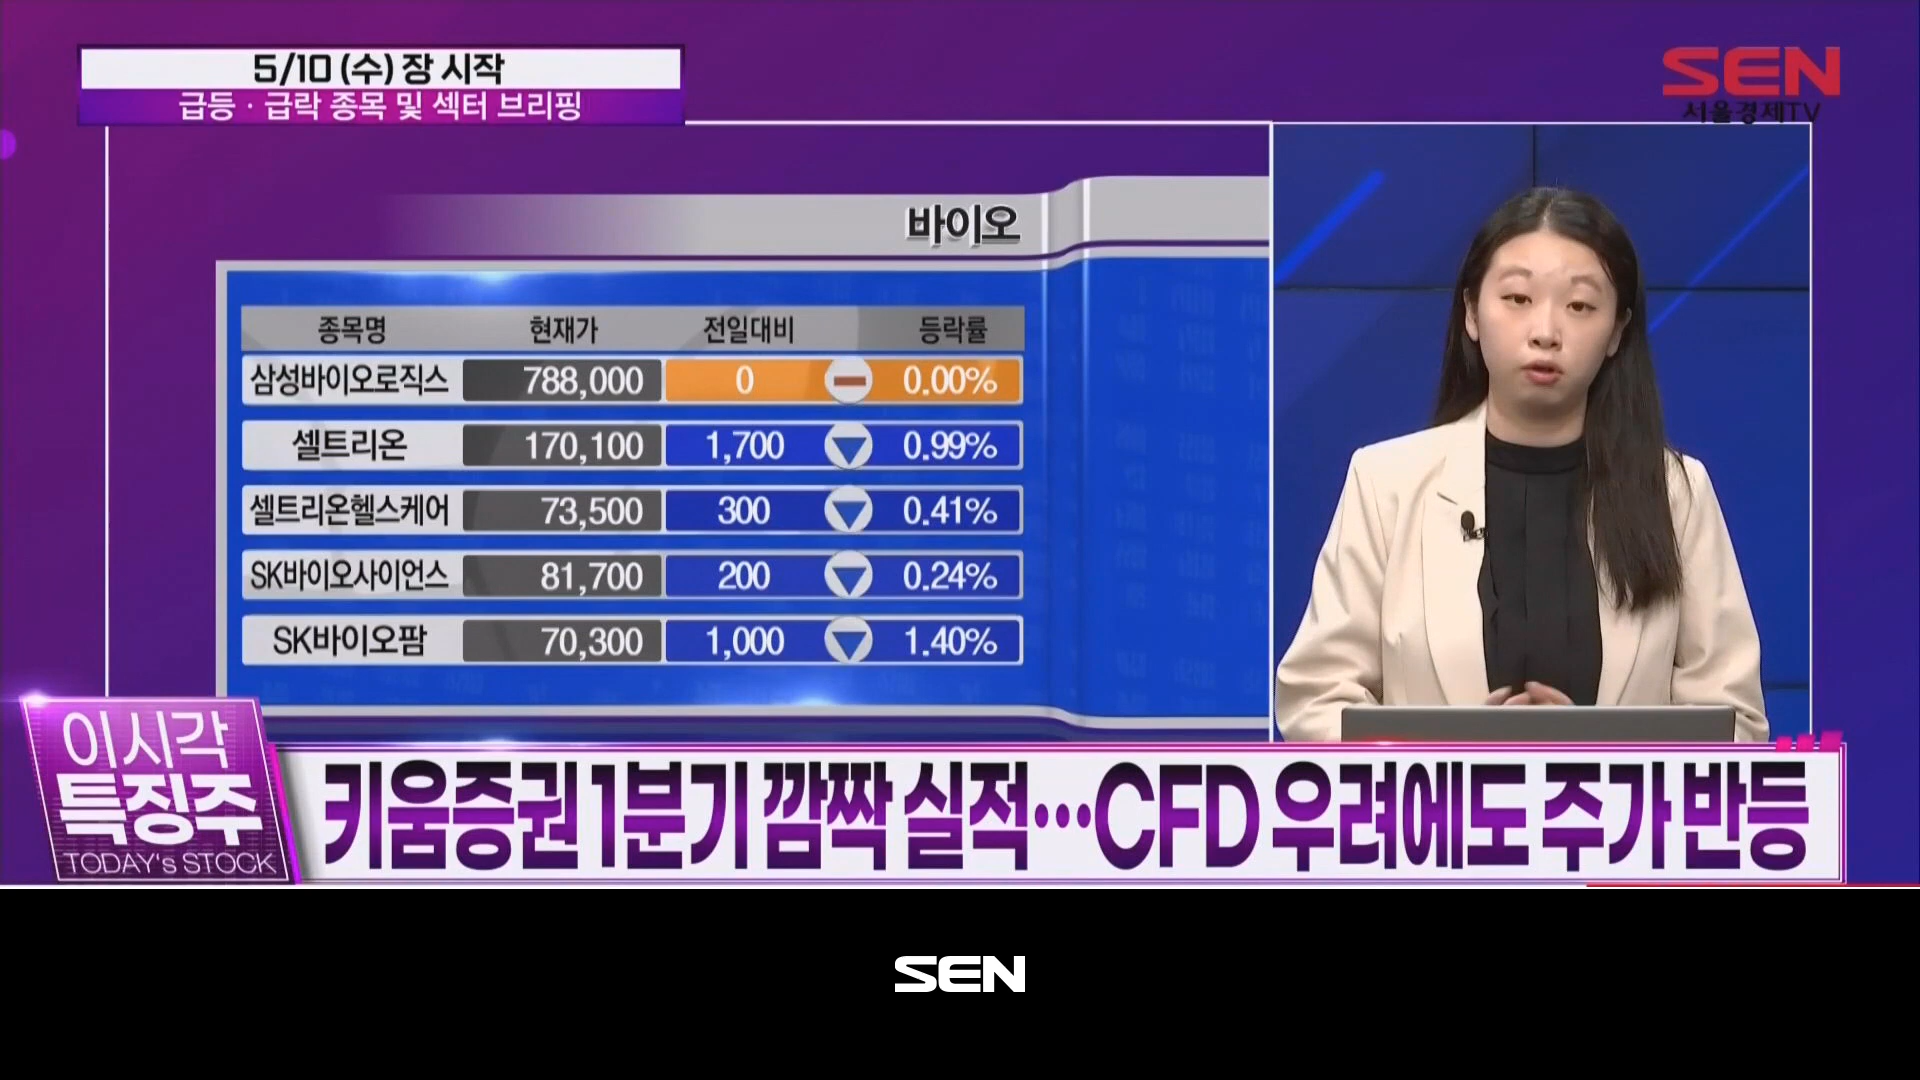 5/10 (수) 장 시작
급등 · 급락 종목 및 섹터 브리핑
SEN
서울경제TV
바이오
종목명 현재가 전일대비 등락률
삼성바이오로직스 788,000 0 0.00%
셀트리온 170,100 1,700 0.99%
셀트리온헬스케어 73,500 300 0.41%
SK바이오사이언스 81,700 200 0.24%
SK바이오팜 70,300 1,000 1.40%
이시각
특징주
TODAY's STOCK
키움증권 1분기 깜짝 실적…CFD 우려에도 주가 반등
SEN